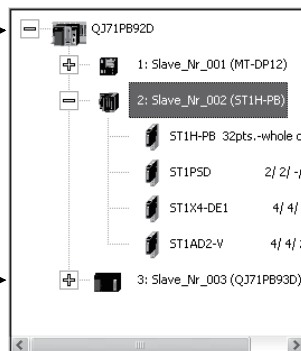 QJ71PB92D
1: Slave_Nr_001 (MT-DP12)
2: Slave_Nr_002 (ST1H-PB)
ST1H-PB 32pts.-whole
ST1PSD 2/ 2/ -/
ST1X4-DE1 4/ 4/
ST1AD2-V 4/ 4/
3: Slave_Nr_003 (QJ71PB93D)